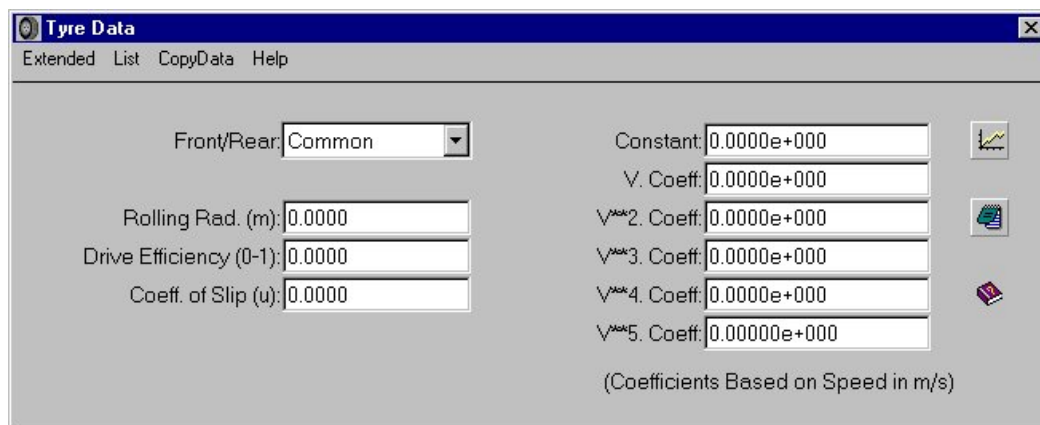 Tyre Data
Extended List CopyData Help
Front/Rear: Common
Rolling Rad. (m): 0.0000
Drive Efficiency (0-1): 0.0000
Coeff. of Slip (u): 0.0000
Constant: 0.0000e+000
V. Coeff: 0.0000e+000
V**2. Coeff: 0.0000e+000
V**3. Coeff: 0.0000e+000
V**4. Coeff: 0.0000e+000
V**5. Coeff: 0.00000e+000
(Coefficients Based on Speed in m/s)